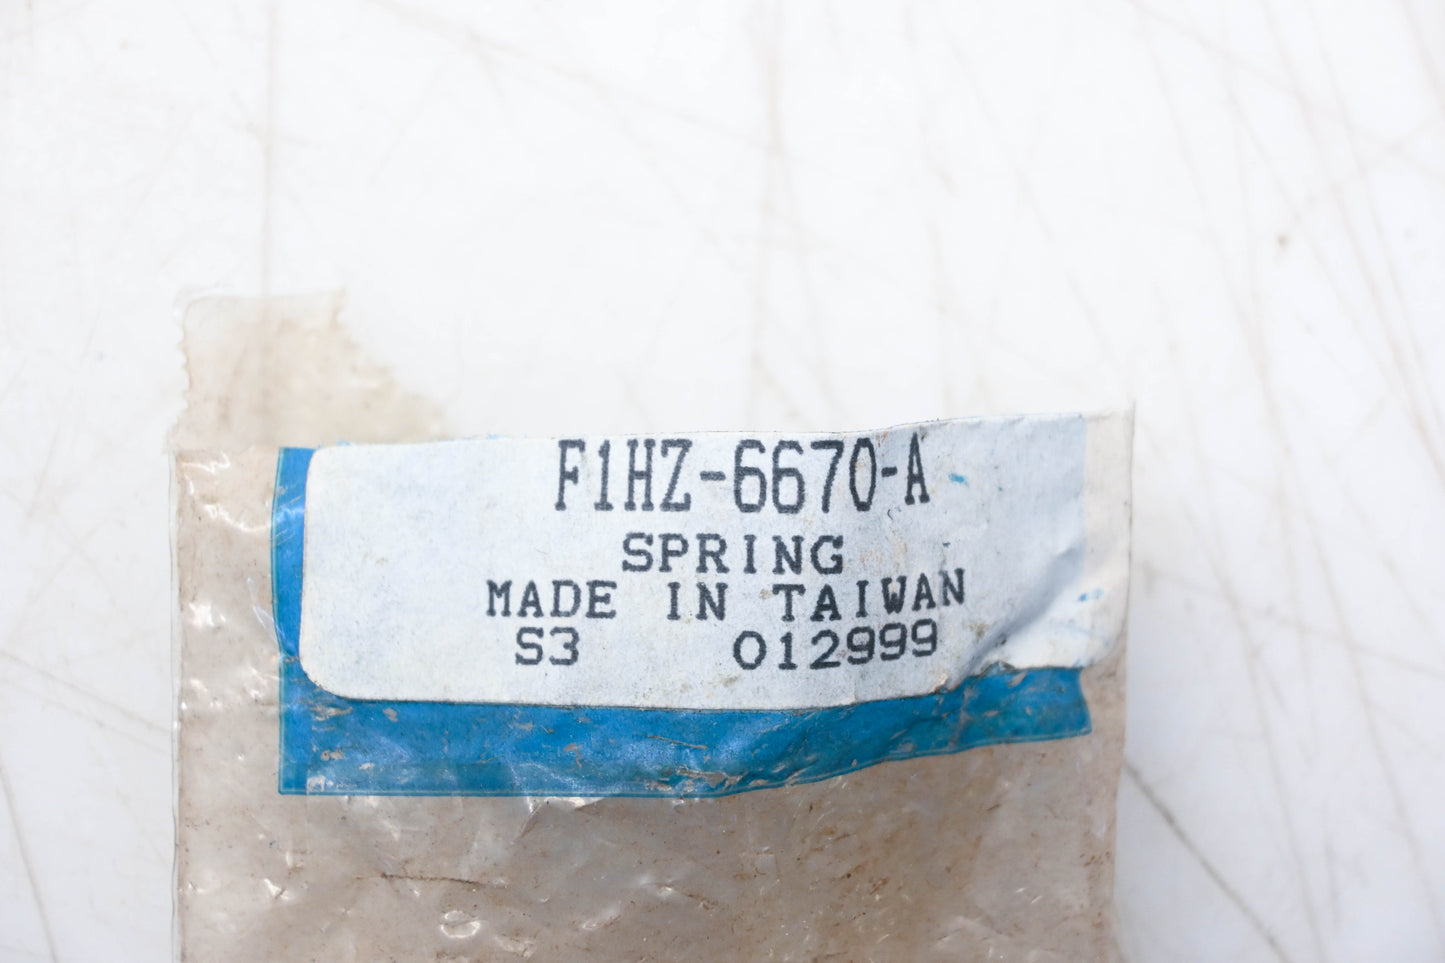 F1HZ-6670-A
SPRING
MADE IN TAIWAN
S3 012999